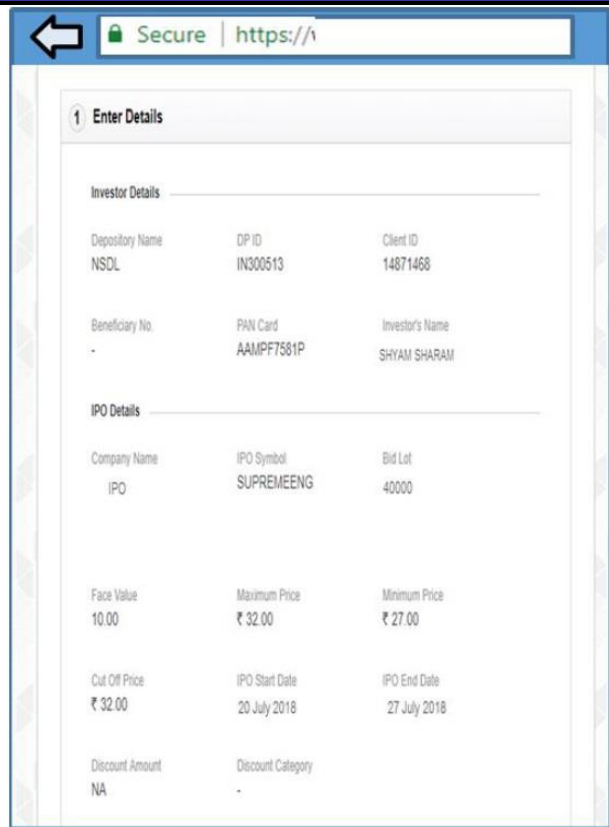 Secure | https://
1 Enter Details
Investor Details
Depository Name DP ID Client ID
NSDL IN300513 14871468
Beneficiary No. PAN Card Investor's Name
- AAMPF7581P SHYAM SHARAM
IPO Details
Company Name IPO Symbol Bid Lot
IPO SUPREMEENG 40000
Face Value Maximum Price Minimum Price
10.00 ₹ 32.00 ₹ 27.00
Cut Off Price IPO Start Date IPO End Date
₹ 32.00 20 July 2018 27 July 2018
Discount Amount Discount Category
NA -